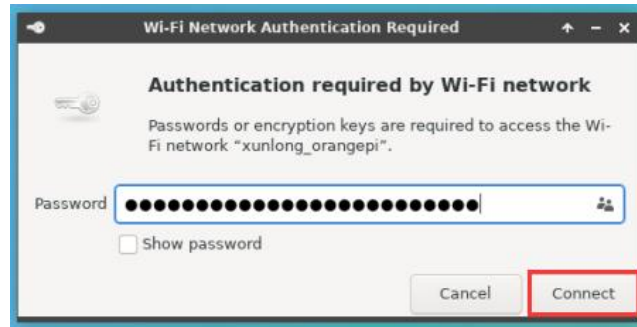 Wi-Fi Network Authentication Required
Authentication required by Wi-Fi network
Passwords or encryption keys are required to access the Wi-
Fi network “xunlong_orangepi”.
Password ●●●●●●●●●●●●●●●●●●●●●●●●●
Show password
Cancel Connect